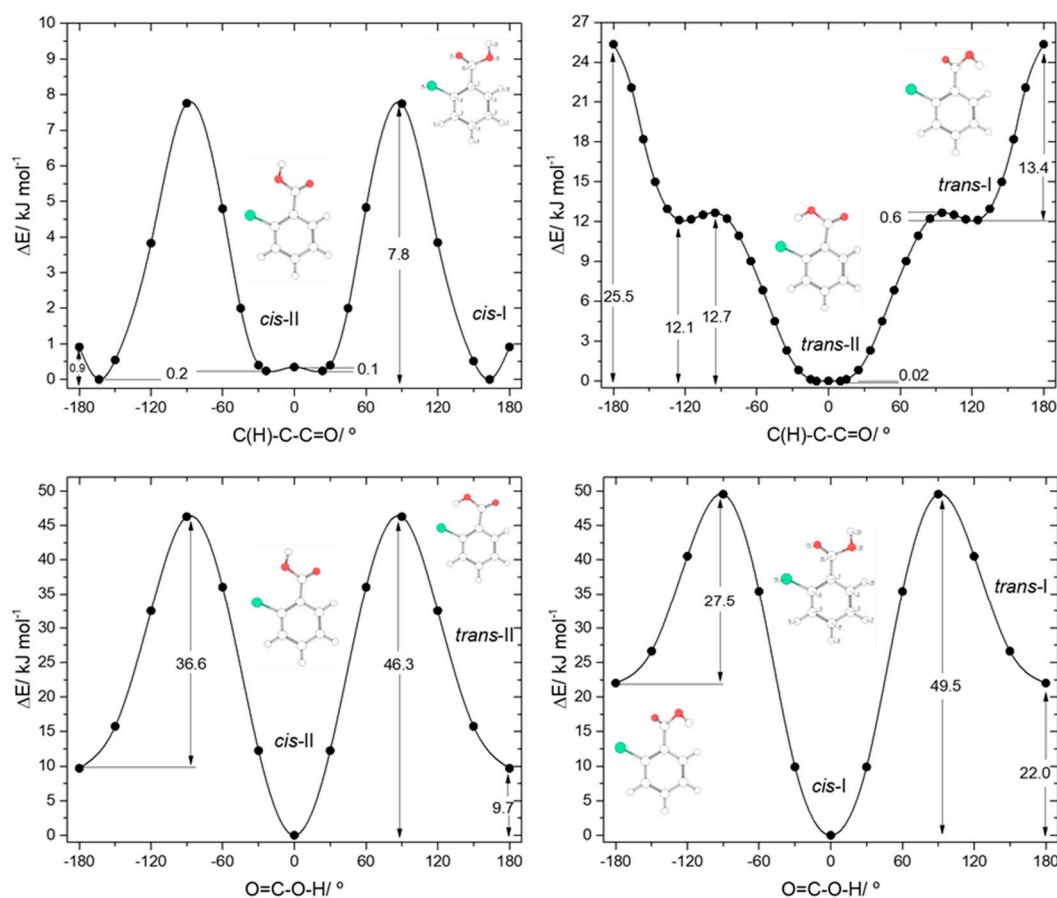 10
9
8
7
6
5
4
3
2
1
0
ΔE/ kJ mol⁻¹
cis-II
cis-I
7.8
0.9
0.2
0.1
-180 -120 -60 0 60 120 180
C(H)-C-C=O/ º
27
24
21
18
15
12
9
6
3
0
ΔE/ kJ mol⁻¹
trans-I
13.4
0.6
25.5
12.1
12.7
trans-II
0.02
-180 -120 -60 0 60 120 180
C(H)-C-C=O/ º
50
45
40
35
30
25
20
15
10
5
0
ΔE/ kJ mol⁻¹
trans-II
36.6
46.3
cis-II
9.7
-180 -120 -60 0 60 120 180
O=C-O-H/ º
50
45
40
35
30
25
20
15
10
5
0
ΔE/ kJ mol⁻¹
trans-I
27.5
49.5
cis-I
22.0
-180 -120 -60 0 60 120 180
O=C-O-H/ º